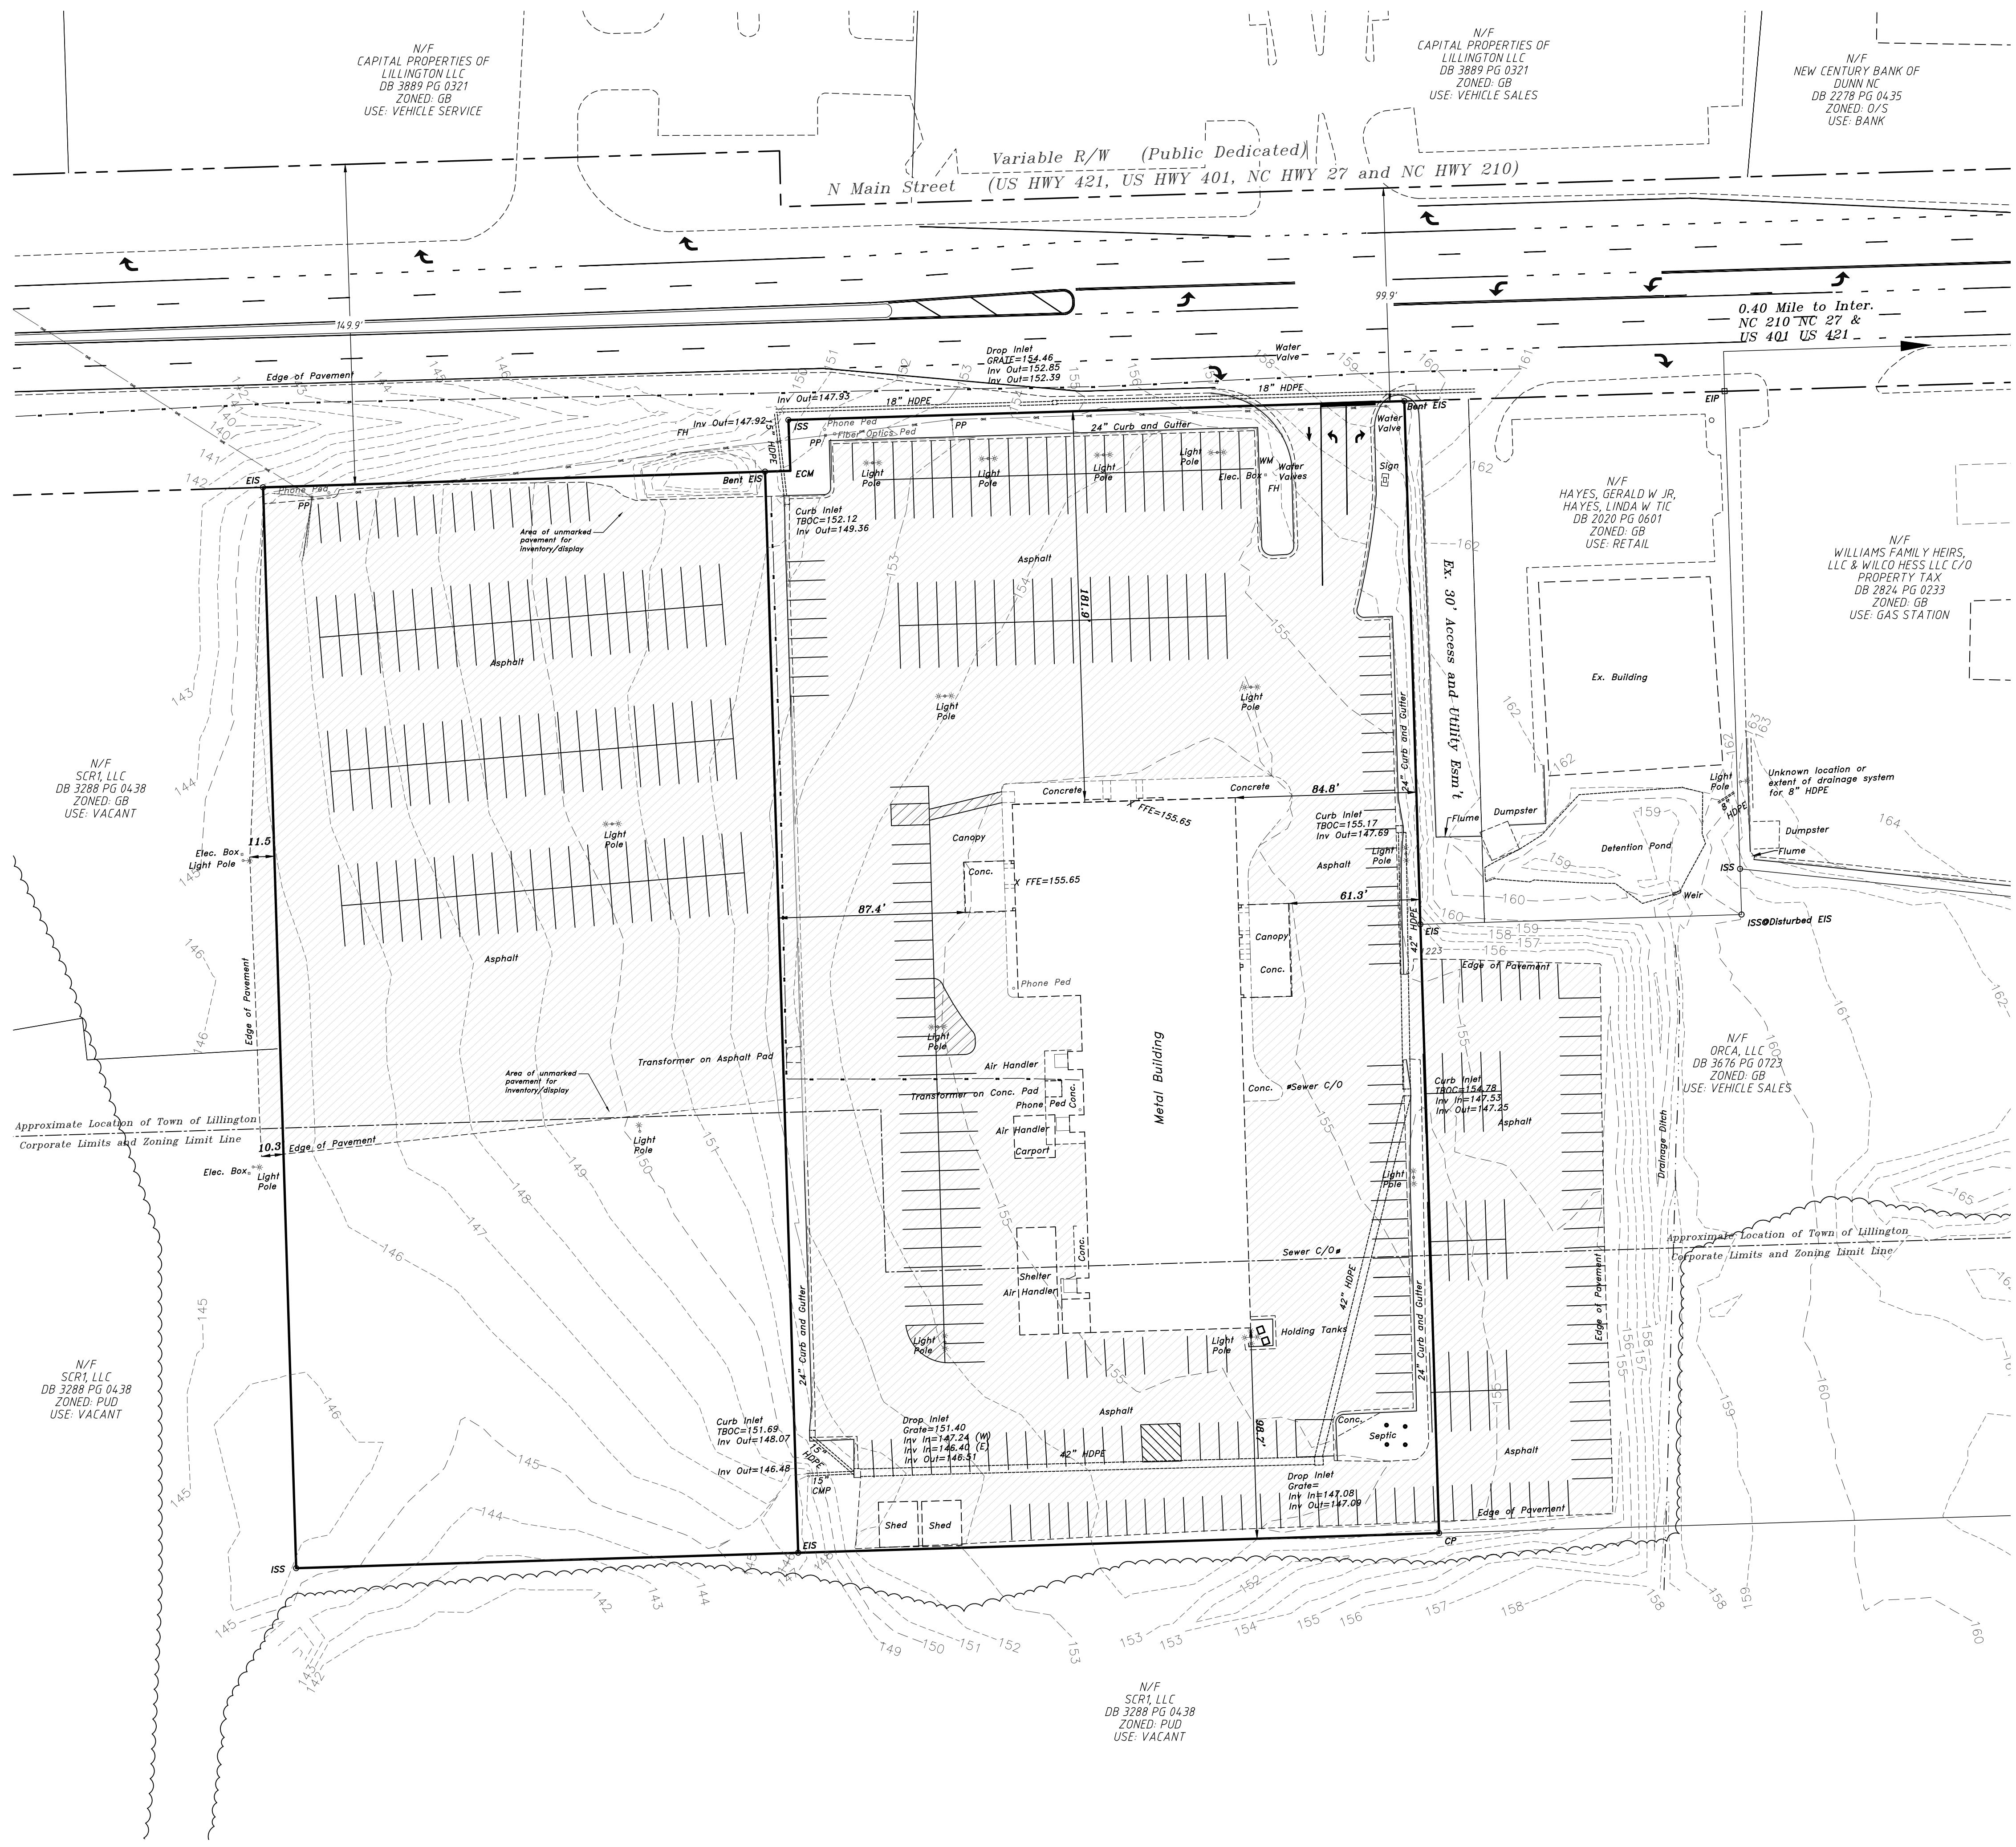 N/F
CAPITAL PROPERTIES OF
LILLINGTON LLC
DB 3889 PG 0321
ZONED: GB
USE: VEHICLE SERVICE
N/F
CAPITAL PROPERTIES OF
LILLINGTON LLC
DB 3889 PG 0321
ZONED: GB
USE: VEHICLE SALES
N/F
NEW CENTURY BANK OF
DUNN NC
DB 2278 PG 0435
ZONED: O/S
USE: BANK
Variable R/W (Public Dedicated)
N Main Street (US HWY 421, US HWY 401, NC HWY 27 and NC HWY 210)
149.9'
99.9'
0.40 Mile to Inter.
NC 210 NC 27 &
US 401 US 421
Edge of Pavement
Drop Inlet
GRATE=154.46
Inv Out=152.85
Inv Out=152.39
Water
Valve
Inv Out=147.93
18" HDPE
18" HDPE
Inv Out=147.92
FH
15" HDPE
ISS
Phone Ped
Fiber Optics Ped
PP
PP
24" Curb and Gutter
Bent EIS
Water
Valve
EIP
EIS
Phone Ped
PP
Bent EIS
ECM
Light
Pole
Light
Pole
Light
Pole
Light
Pole
WM
Elec. Box
Water
Valves
FH
Sign
Curb Inlet
TBOC=152.12
Inv Out=149.36
Area of unmarked
pavement for
inventory/display
Asphalt
181.9'
Ex. 30' Access and Utility Esm't
N/F
HAYES, GERALD W JR,
HAYES, LINDA W TIC
DB 2020 PG 0601
ZONED: GB
USE: RETAIL
N/F
WILLIAMS FAMILY HEIRS,
LLC & WILCO HESS LLC C/O
PROPERTY TAX
DB 2824 PG 0233
ZONED: GB
USE: GAS STATION
Asphalt
Ex. Building
Light
Pole
Light
Pole
24" Curb and Gutter
N/F
SCR1, LLC
DB 3288 PG 0438
ZONED: GB
USE: VACANT
Concrete
Concrete
84.8'
FFE=155.65
Light
Pole
Unknown location or
extent of drainage system
for 8" HDPE
8" HDPE
Curb Inlet
TBOC=155.17
Inv Out=147.69
Flume
Dumpster
Dumpster
Flume
Detention Pond
Light
Pole
11.5
Elec. Box
Light Pole
Canopy
Conc.
X FFE=155.65
Light
Pole
Asphalt
ISS
Weir
87.4'
61.3'
ISS@Disturbed EIS
EIS
42" HDPE
1223
Canopy
Conc.
Asphalt
Edge of Pavement
Phone Ped
Edge of Pavement
Light
Pole
Metal Building
Transformer on Asphalt Pad
Area of unmarked
pavement for
inventory/display
Air Handler
Transformer on Conc. Pad
Phone Ped
Conc.
Air Handler
Carport
Conc.
Sewer C/O
Curb Inlet
TBOC=154.78
Inv In=147.53
Inv Out=147.25
Asphalt
N/F
ORCA, LLC
DB 3676 PG 0723
ZONED: GB
USE: VEHICLE SALES
Drainage Ditch
Approximate Location of Town of Lillington
Corporate Limits and Zoning Limit Line
10.3
Edge of Pavement
Elec. Box
Light
Pole
Light
Pole
Light
Pole
Approximate Location of Town of Lillington
Corporate Limits and Zoning Limit Line
Sewer C/O
42" HDPE
Conc.
Shelter
Air Handler
Edge of Pavement
24" Curb and Gutter
24" Curb and Gutter
Light
Pole
Light
Pole
Holding Tanks
N/F
SCR1, LLC
DB 3288 PG 0438
ZONED: PUD
USE: VACANT
Asphalt
Curb Inlet
TBOC=151.69
Inv Out=148.07
Drop Inlet
Grate=151.40
Inv In=147.24 (W)
Inv In=146.40 (E)
Inv Out=146.51
42" HDPE
98.7'
Conc.
Septic
Asphalt
15" HDPE
Inv Out=146.48
15"
CMP
Drop Inlet
Grate=
Inv In=147.08
Inv Out=147.09
Edge of Pavement
Shed
Shed
ISS
EIS
CP
N/F
SCR1, LLC
DB 3288 PG 0438
ZONED: PUD
USE: VACANT